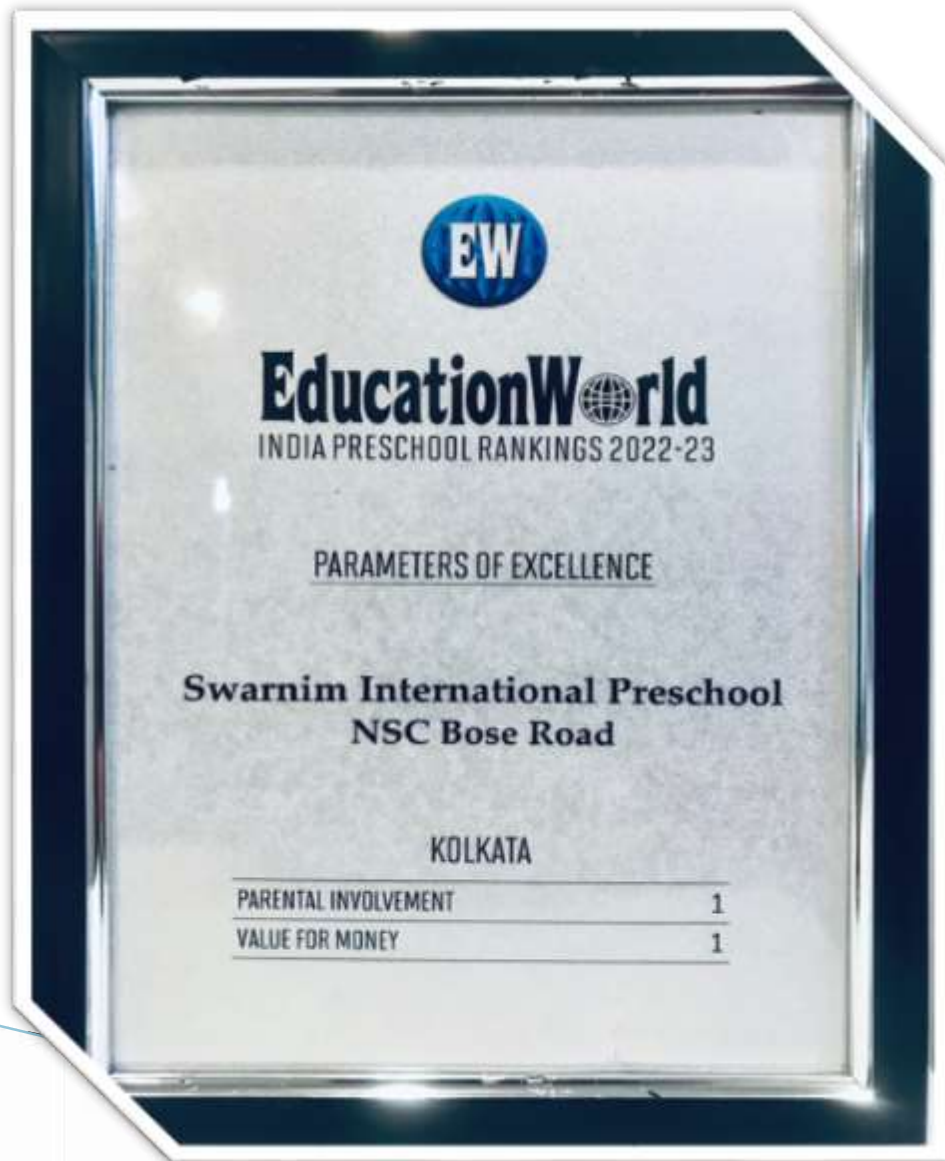 EW
EducationWorld
INDIA PRESCHOOL RANKINGS 2022-23
PARAMETERS OF EXCELLENCE
Swarnim International Preschool
NSC Bose Road
KOLKATA
PARENTAL INVOLVEMENT 1
VALUE FOR MONEY 1